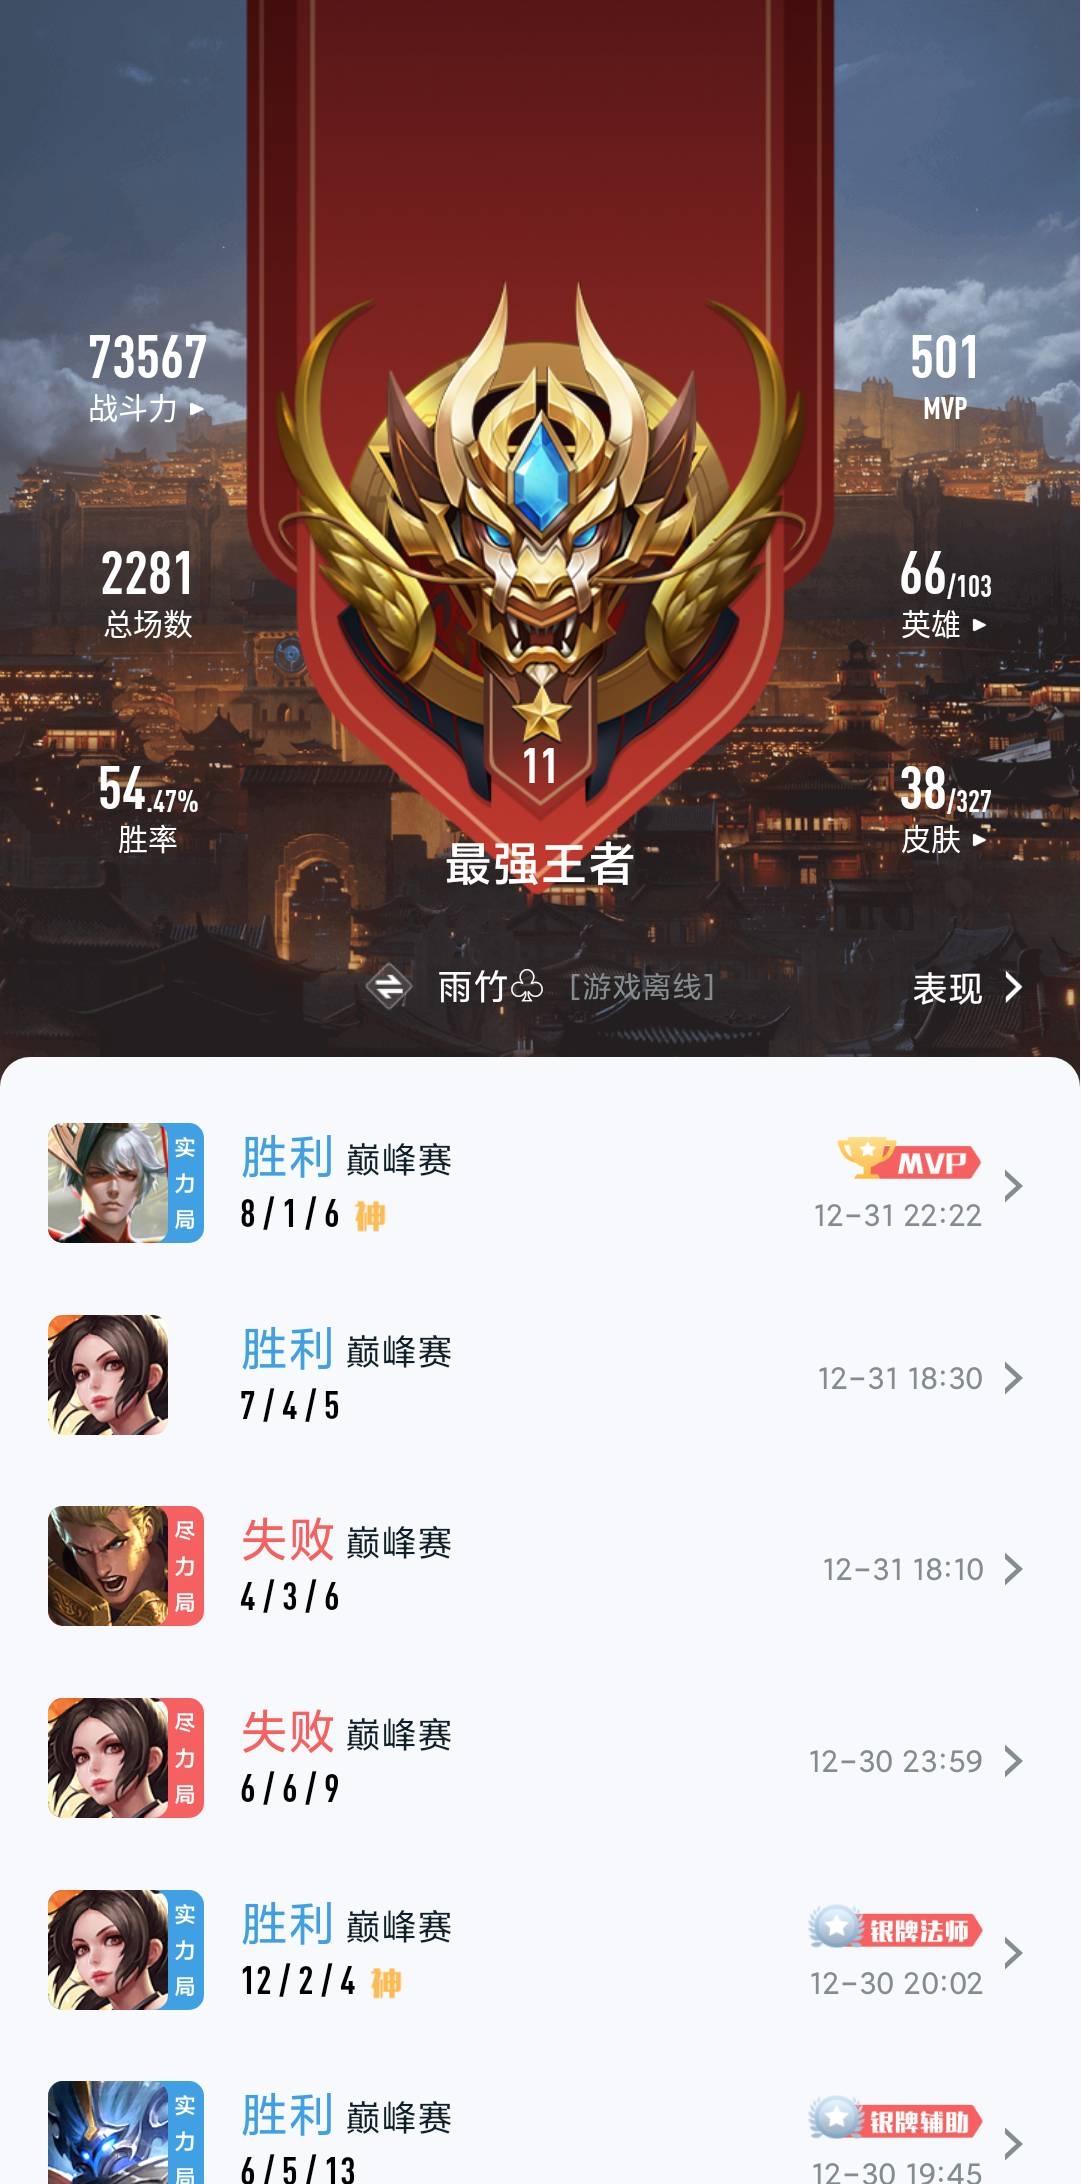 73567
战斗力
501
MVP
2281
总场数
66/103
英雄
54.47%
胜率
11
38/327
皮肤
最强王者
雨竹♧ [游戏离线]
表现
实力局
胜利 巅峰赛
MVP
8/1/6 神
12-31 22:22
胜利 巅峰赛
7/4/5
12-31 18:30
尽力局
失败 巅峰赛
4/3/6
12-31 18:10
尽力局
失败 巅峰赛
6/6/9
12-30 23:59
实力局
胜利 巅峰赛
银牌法师
12/2/4 神
12-30 20:02
实力局
胜利 巅峰赛
银牌辅助
6/5/13
12-30 19:45